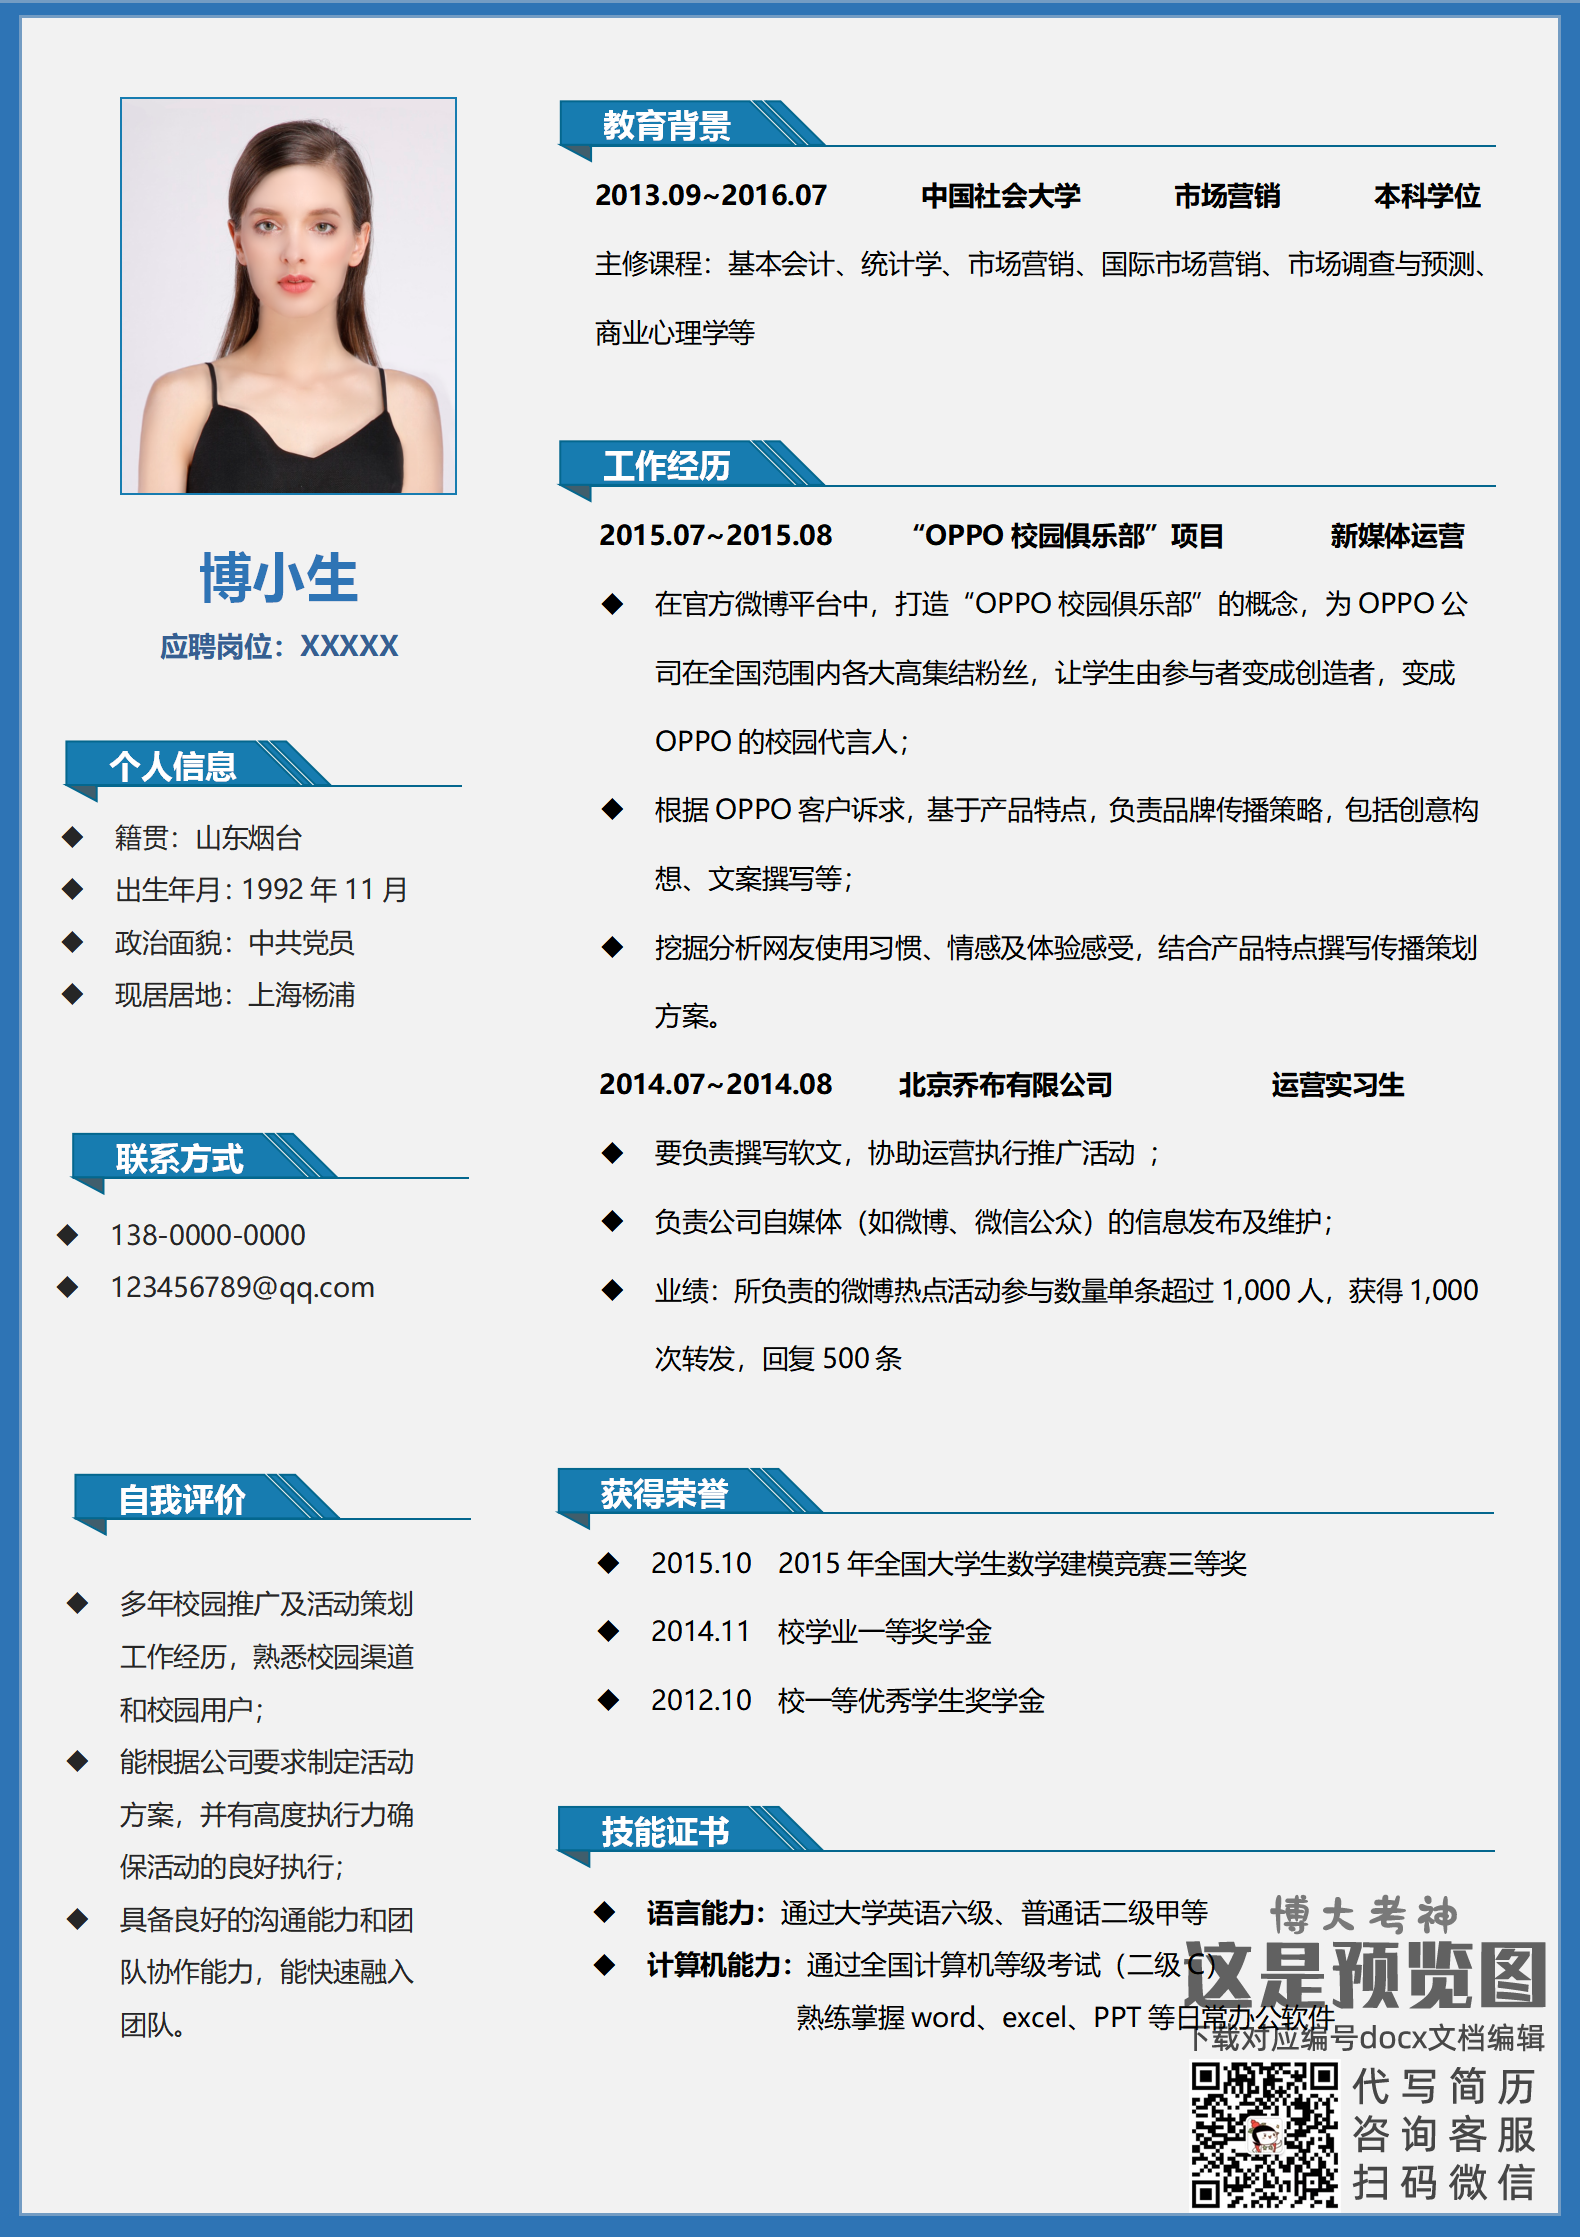 博小生
应聘岗位：XXXXX
个人信息
◆ 籍贯：山东烟台
◆ 出生年月：1992 年 11 月
◆ 政治面貌：中共党员
◆ 现居居地：上海杨浦
联系方式
◆ 138-0000-0000
◆ 123456789@qq.com
自我评价
◆ 多年校园推广及活动策划
工作经历，熟悉校园渠道
和校园用户；
◆ 能根据公司要求制定活动
方案，并有高度执行力确
保活动的良好执行；
◆ 具备良好的沟通能力和团
队协作能力，能快速融入
团队。
教育背景
2013.09~2016.07 中国社会大学 市场营销 本科学位
主修课程：基本会计、统计学、市场营销、国际市场营销、市场调查与预测、
商业心理学等
工作经历
2015.07~2015.08 “OPPO 校园俱乐部”项目 新媒体运营
◆ 在官方微博平台中，打造“OPPO 校园俱乐部”的概念，为 OPPO 公
司在全国范围内各大高集结粉丝，让学生由参与者变成创造者，变成
OPPO 的校园代言人；
◆ 根据 OPPO 客户诉求，基于产品特点，负责品牌传播策略，包括创意构
想、文案撰写等；
◆ 挖掘分析网友使用习惯、情感及体验感受，结合产品特点撰写传播策划
方案。
2014.07~2014.08 北京乔布有限公司 运营实习生
◆ 要负责撰写软文，协助运营执行推广活动 ；
◆ 负责公司自媒体（如微博、微信公众）的信息发布及维护；
◆ 业绩：所负责的微博热点活动参与数量单条超过 1,000 人，获得 1,000
次转发，回复 500 条
获得荣誉
◆ 2015.10 2015 年全国大学生数学建模竞赛三等奖
◆ 2014.11 校学业一等奖学金
◆ 2012.10 校一等优秀学生奖学金
技能证书
◆ 语言能力：通过大学英语六级、普通话二级甲等
◆ 计算机能力：通过全国计算机等级考试（二级 C）
熟练掌握 word、excel、PPT 等日常办公软件
博大考神
这是预览图
下载对应编号docx文档编辑
代写简历
咨询客服
扫码微信